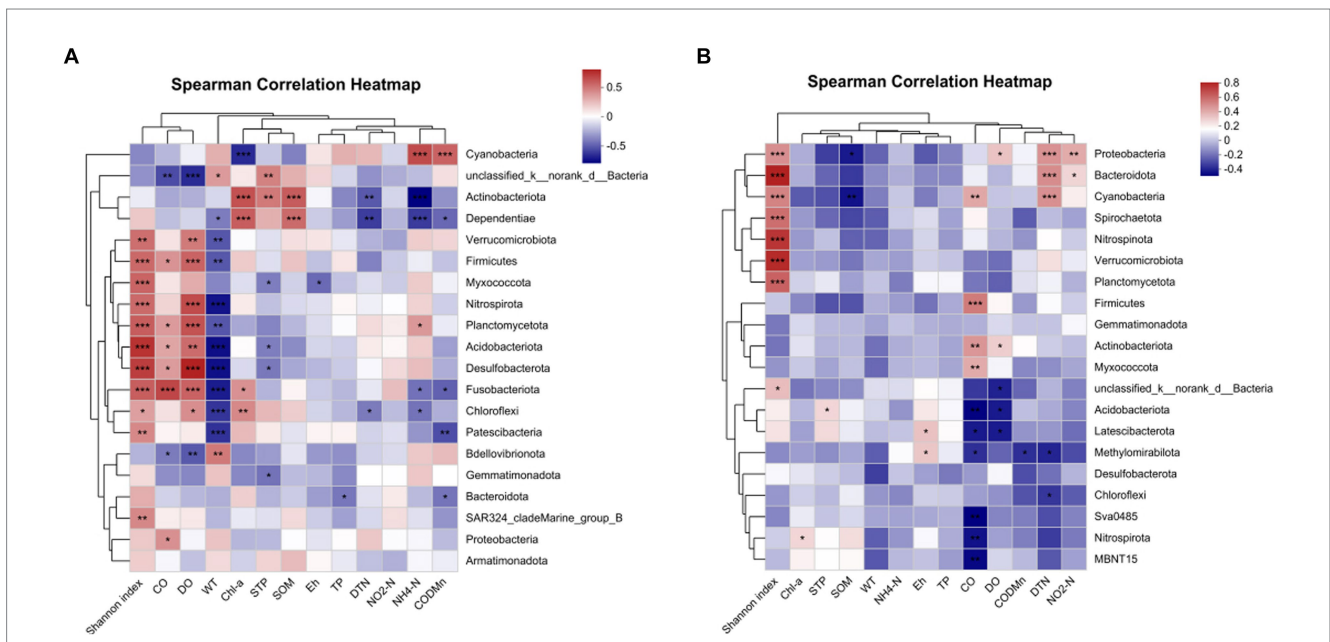 A
Spearman Correlation Heatmap
0.5
0
-0.5
Cyanobacteria
*** *** ***
unclassified_k__norank_d__Bacteria
** *** * **
Actinobacteriota
*** ** *** ** ***
Dependentiae
* *** *** ** *** *
Verrucomicrobiota
** ** **
Firmicutes
*** * *** **
Myxococcota
*** * *
Nitrospirota
*** *** ***
Planctomycetota
*** * *** ** *
Acidobacteriota
*** * *** *** *
Desulfobacterota
*** * *** *** *
Fusobacteriota
*** *** *** *** * * *
Chloroflexi
* * *** ** * *
Patescibacteria
** *** **
Bdellovibrionota
* ** **
Gemmatimonadota
*
Bacteroidota
* *
SAR324_cladeMarine_group_B
**
Proteobacteria
*
Armatimonadota
Shannon index
CO
DO
WT
Chl-a
STP
SOM
Eh
TP
DTN
NO2-N
NH4-N
CODMn
B
Spearman Correlation Heatmap
0.8
0.6
0.4
0.2
0
-0.2
-0.4
Proteobacteria
*** * * *** **
Bacteroidota
*** *** *
Cyanobacteria
*** ** ** ***
Spirochaetota
***
Nitrospinota
***
Verrucomicrobiota
***
Planctomycetota
***
Firmicutes
***
Gemmatimonadota
Actinobacteriota
** *
Myxococcota
**
unclassified_k__norank_d__Bacteria
* *
Acidobacteriota
* ** *
Latescibacterota
* * *
Methylomirabilota
* * * *
Desulfobacterota
Chloroflexi
*
Sva0485
**
Nitrospirota
* **
MBNT15
**
Shannon index
Chl-a
STP
SOM
WT
NH4-N
Eh
TP
CO
DO
CODMn
DTN
NO2-N